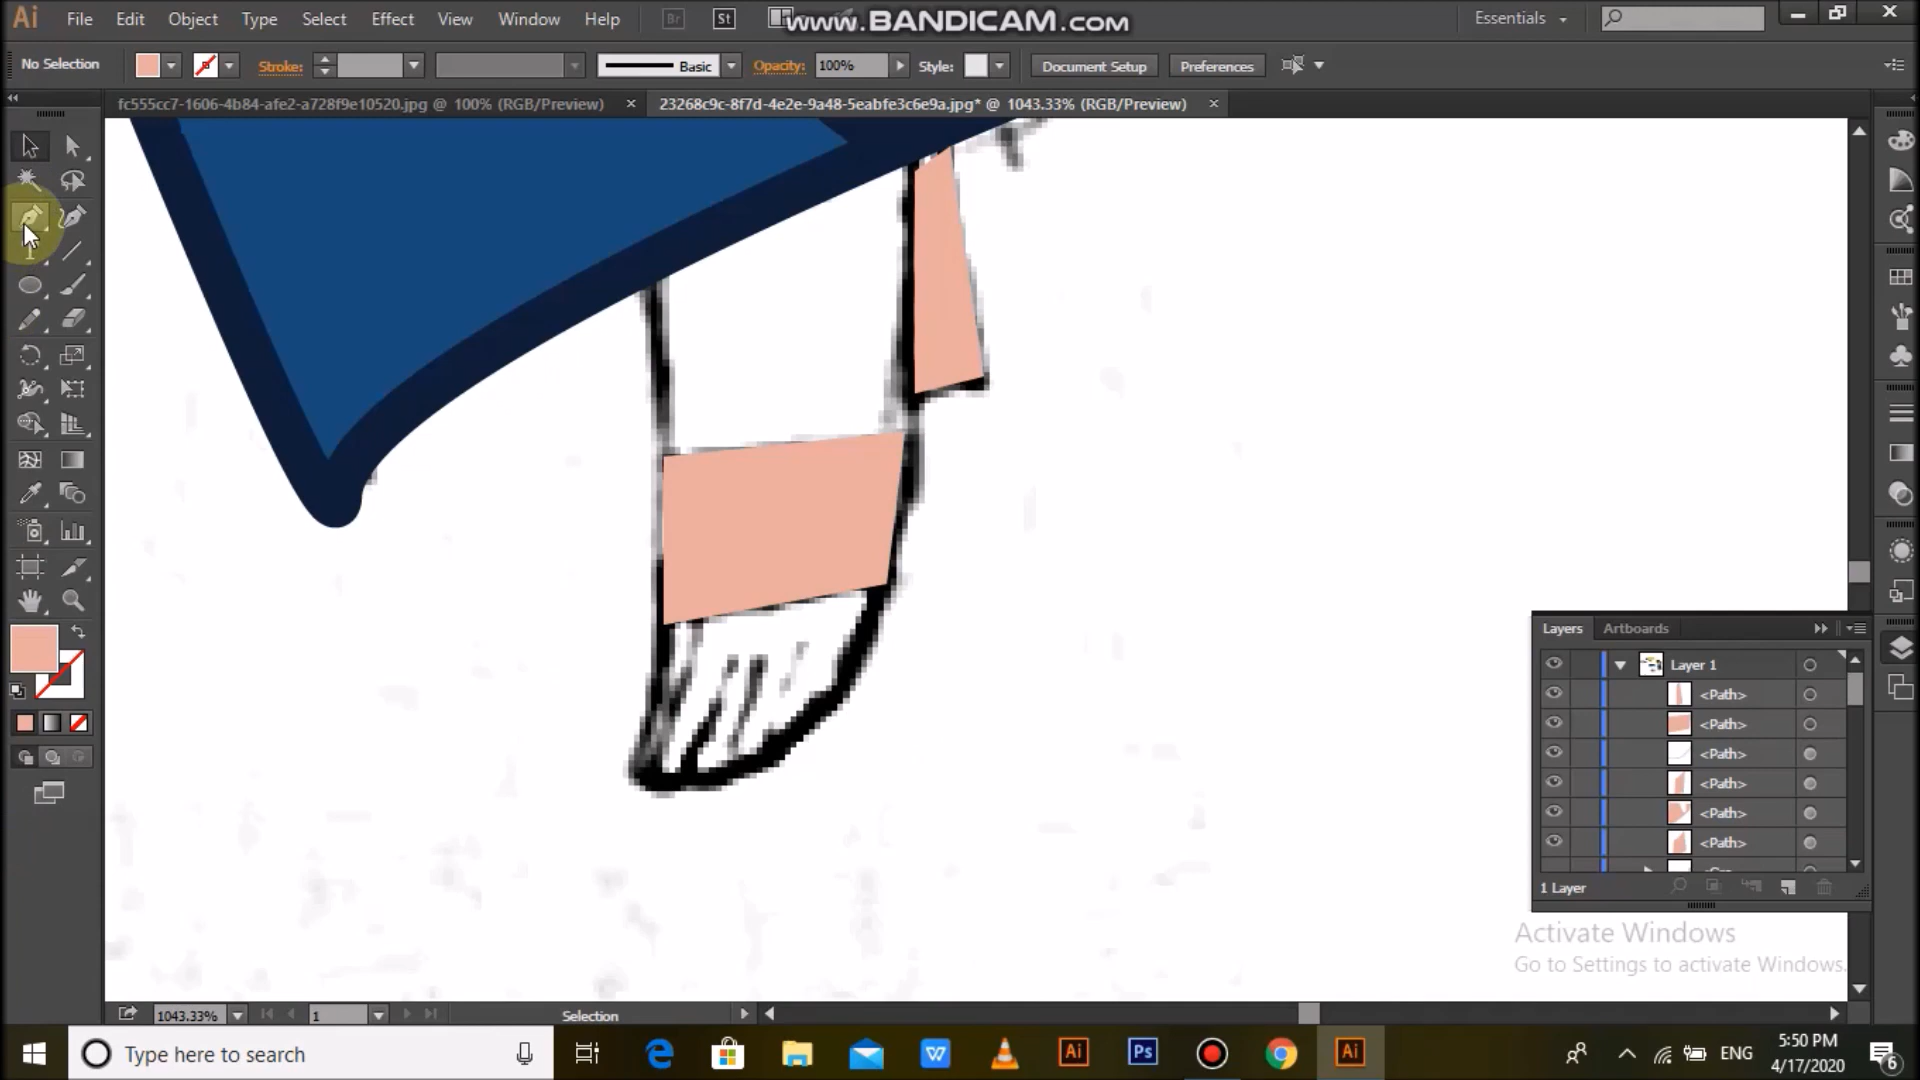 Ai File Edit Object Type Select Effect View Window Help Br St www.BANDICAM.com Essentials
No Selection Stroke: Basic Opacity: 100% Style: Document Setup Preferences
fc555cc7-1606-4b84-afe2-a728f9e10520.jpg @ 100% (RGB/Preview) × 23268c9c-8f7d-4e2e-9a48-5eabfe3c6e9a.jpg* @ 1043.33% (RGB/Preview) ×
Layers Artboards
Layer 1
<Path>
<Path>
<Path>
<Path>
<Path>
<Path>
1 Layer
Activate Windows
Go to Settings to activate Windows.
1043.33% 1 Selection
Type here to search W Ai Ps Ai ENG 5:50 PM
4/17/2020 6